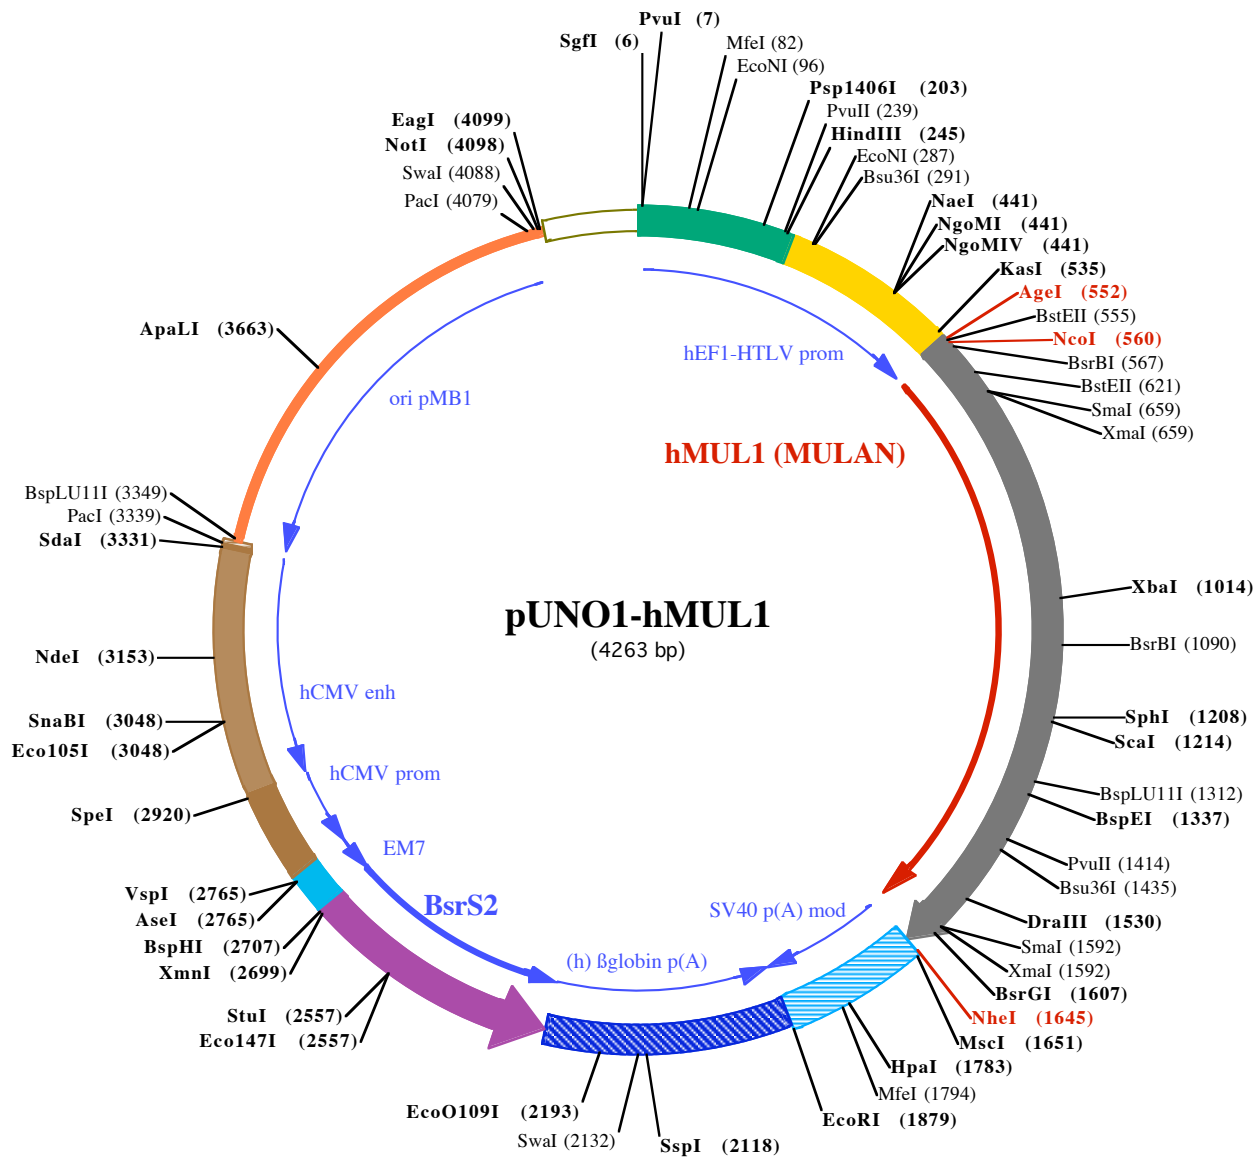 PvuI (7)
SgfI (6)
MfeI (82)
EcoNI (96)
Psp1406I (203)
PvuII (239)
HindIII (245)
EcoNI (287)
Bsu36I (291)
NaeI (441)
NgoMI (441)
NgoMIV (441)
KasI (535)
AgeI (552)
BstEII (555)
NcoI (560)
BsrBI (567)
BstEII (621)
SmaI (659)
XmaI (659)
XbaI (1014)
BsrBI (1090)
SphI (1208)
ScaI (1214)
BspLU11I (1312)
BspEI (1337)
PvuII (1414)
Bsu36I (1435)
DraIII (1530)
SmaI (1592)
XmaI (1592)
BsrGI (1607)
NheI (1645)
MscI (1651)
HpaI (1783)
MfeI (1794)
EcoRI (1879)
SspI (2118)
SwaI (2132)
EcoO109I (2193)
Eco147I (2557)
StuI (2557)
XmnI (2699)
BspHI (2707)
AseI (2765)
VspI (2765)
SpeI (2920)
Eco105I (3048)
SnaBI (3048)
NdeI (3153)
SdaI (3331)
PacI (3339)
BspLU11I (3349)
ApaLI (3663)
PacI (4079)
SwaI (4088)
NotI (4098)
EagI (4099)
hEF1-HTLV prom
ori pMB1
hMUL1 (MULAN)
pUNO1-hMUL1
(4263 bp)
hCMV enh
hCMV prom
EM7
BsrS2
SV40 p(A) mod
(h) ßglobin p(A)